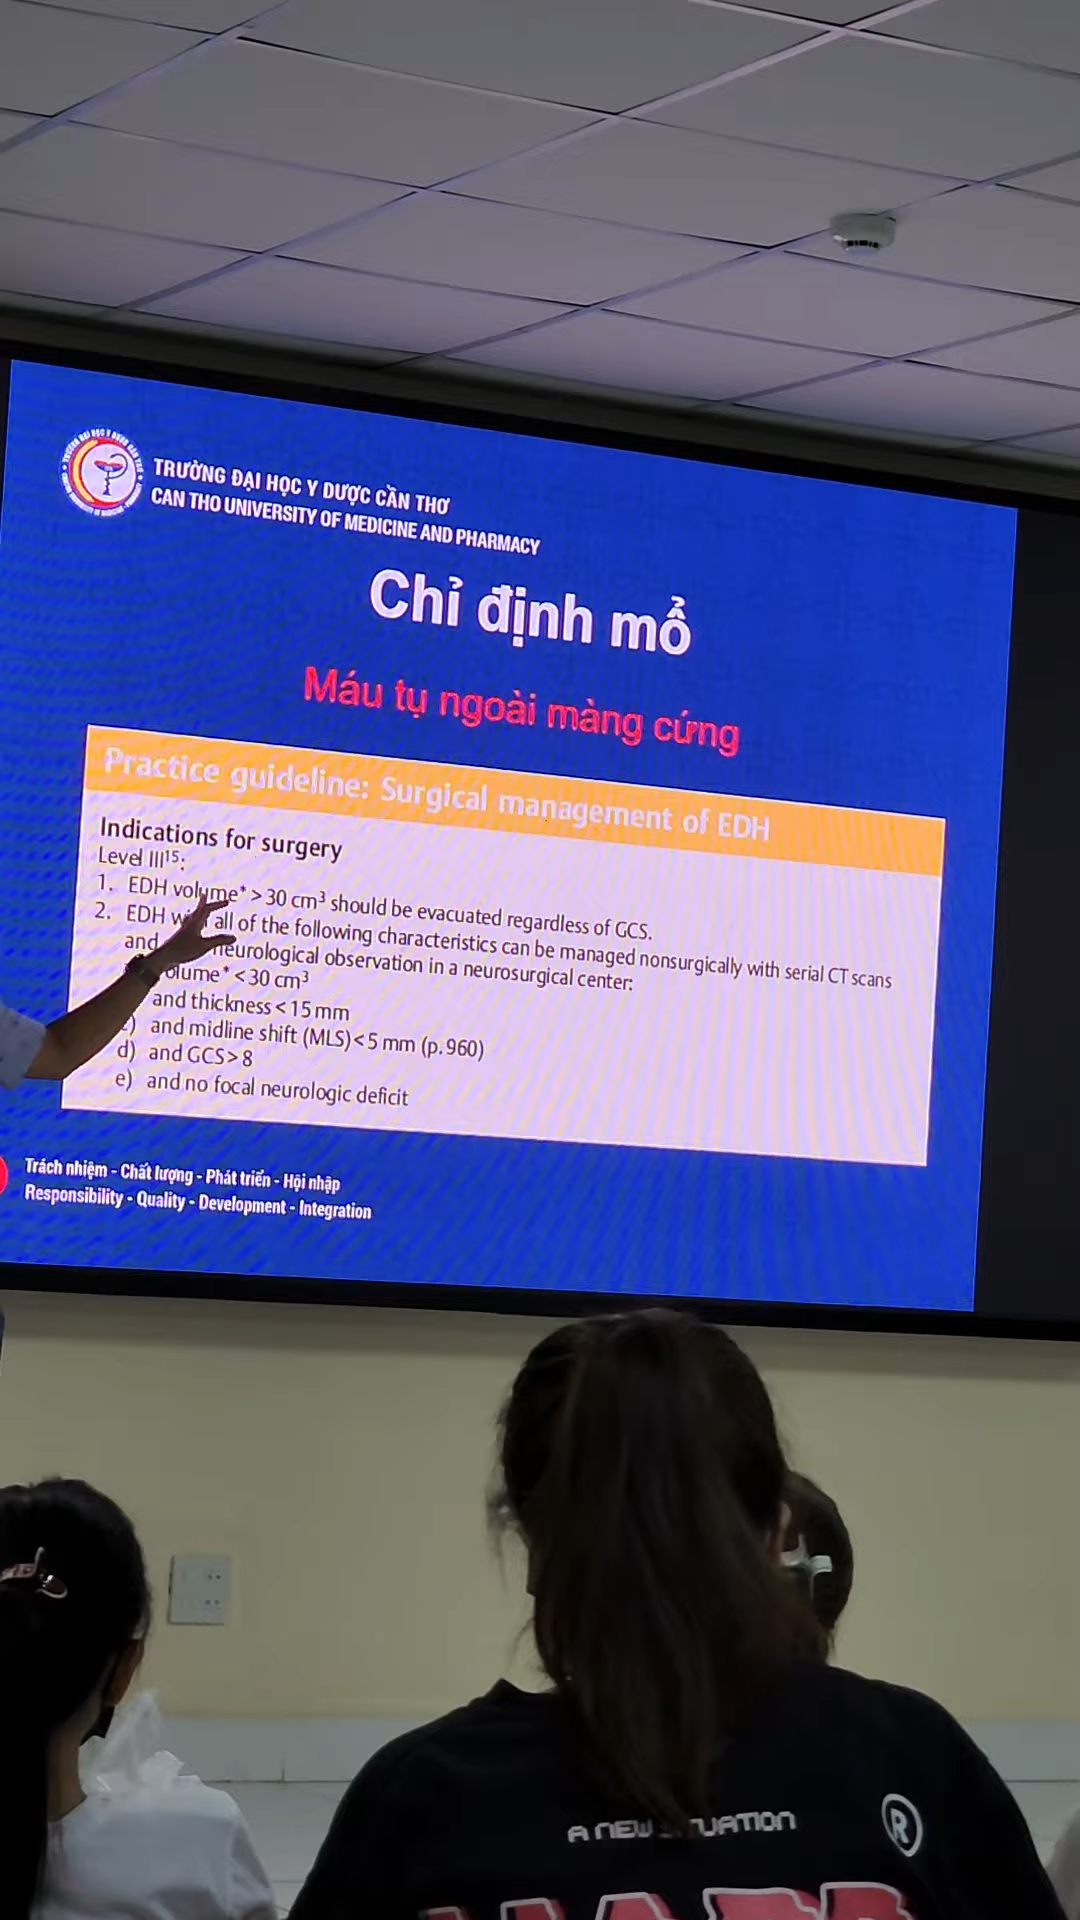 TRƯỜNG ĐẠI HỌC Y DƯỢC CẦN THƠ
CAN THO UNIVERSITY OF MEDICINE AND PHARMACY
Chỉ định mổ
Máu tụ ngoài màng cứng
Practice guideline: Surgical management of EDH
Indications for surgery
Level III¹⁵:
1. EDH volume* > 30 cm³ should be evacuated regardless of GCS.
2. EDH all of the following characteristics can be managed nonsurgically with serial CT scans
and neurological observation in a neurosurgical center:
volume* < 30 cm³
and thickness < 15 mm
and midline shift (MLS) < 5 mm (p. 960)
d) and GCS > 8
e) and no focal neurologic deficit
Trách nhiệm - Chất lượng - Phát triển - Hội nhập
Responsibility - Quality - Development - Integration
A NEW SITUATION
®